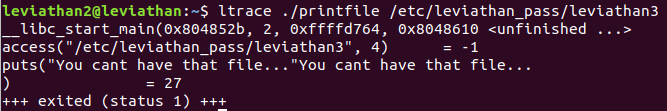 leviathan2@leviathan:~$ ltrace ./printfile /etc/leviathan_pass/leviathan3
__libc_start_main(0x804852b, 2, 0xffffd764, 0x8048610 <unfinished ...>
access("/etc/leviathan_pass/leviathan3", 4)      = -1
puts("You cant have that file..."You cant have that file...
)            = 27
+++ exited (status 1) +++